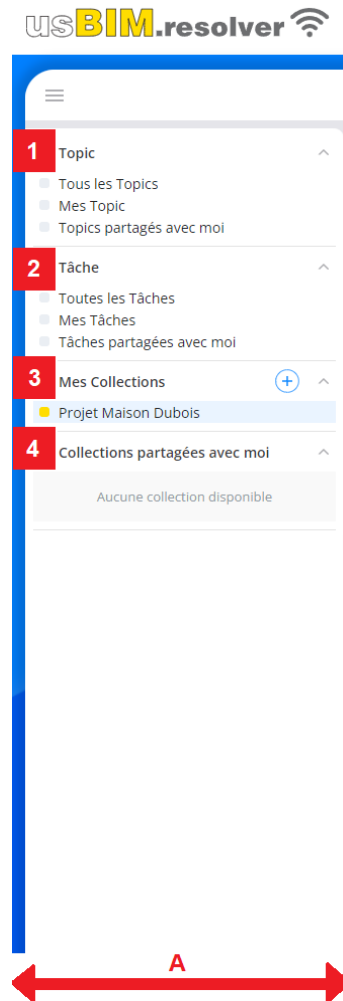 usBIM.resolver
1 Topic
Tous les Topics
Mes Topic
Topics partagés avec moi
2 Tâche
Toutes les Tâches
Mes Tâches
Tâches partagées avec moi
3 Mes Collections
Projet Maison Dubois
4 Collections partagées avec moi
Aucune collection disponible
A